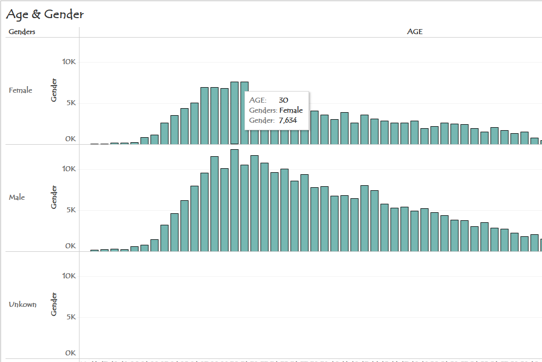 Age & Gender
Genders
AGE
Female
Gender
10K
5K
0K
AGE: 30
Genders: Female
Gender: 7,634
Male
Gender
10K
5K
0K
Unkown
Gender
10K
5K
0K